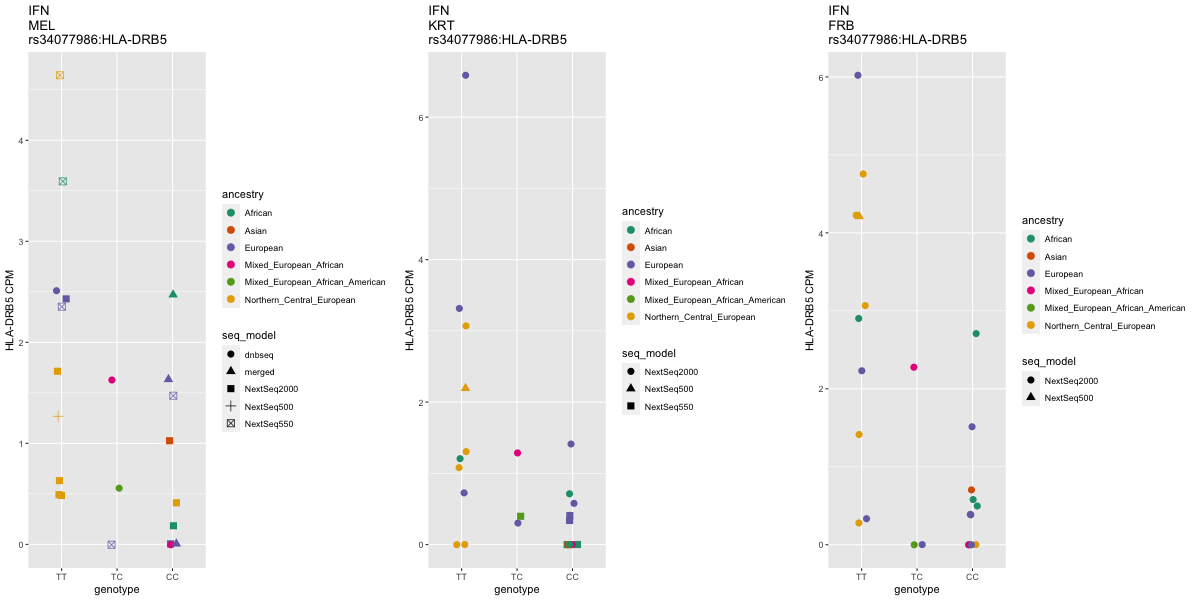 IFN
MEL
rs34077986:HLA-DRB5
HLA-DRB5 CPM
4
3
2
1
0
TT
TC
CC
genotype
ancestry
African
Asian
European
Mixed_European_African
Mixed_European_African_American
Northern_Central_European
seq_model
dnbseq
merged
NextSeq2000
NextSeq500
NextSeq550
IFN
KRT
rs34077986:HLA-DRB5
HLA-DRB5 CPM
6
4
2
0
TT
TC
CC
genotype
ancestry
African
Asian
European
Mixed_European_African
Mixed_European_African_American
Northern_Central_European
seq_model
NextSeq2000
NextSeq500
NextSeq550
IFN
FRB
rs34077986:HLA-DRB5
HLA-DRB5 CPM
6
4
2
0
TT
TC
CC
genotype
ancestry
African
Asian
European
Mixed_European_African
Mixed_European_African_American
Northern_Central_European
seq_model
NextSeq2000
NextSeq500